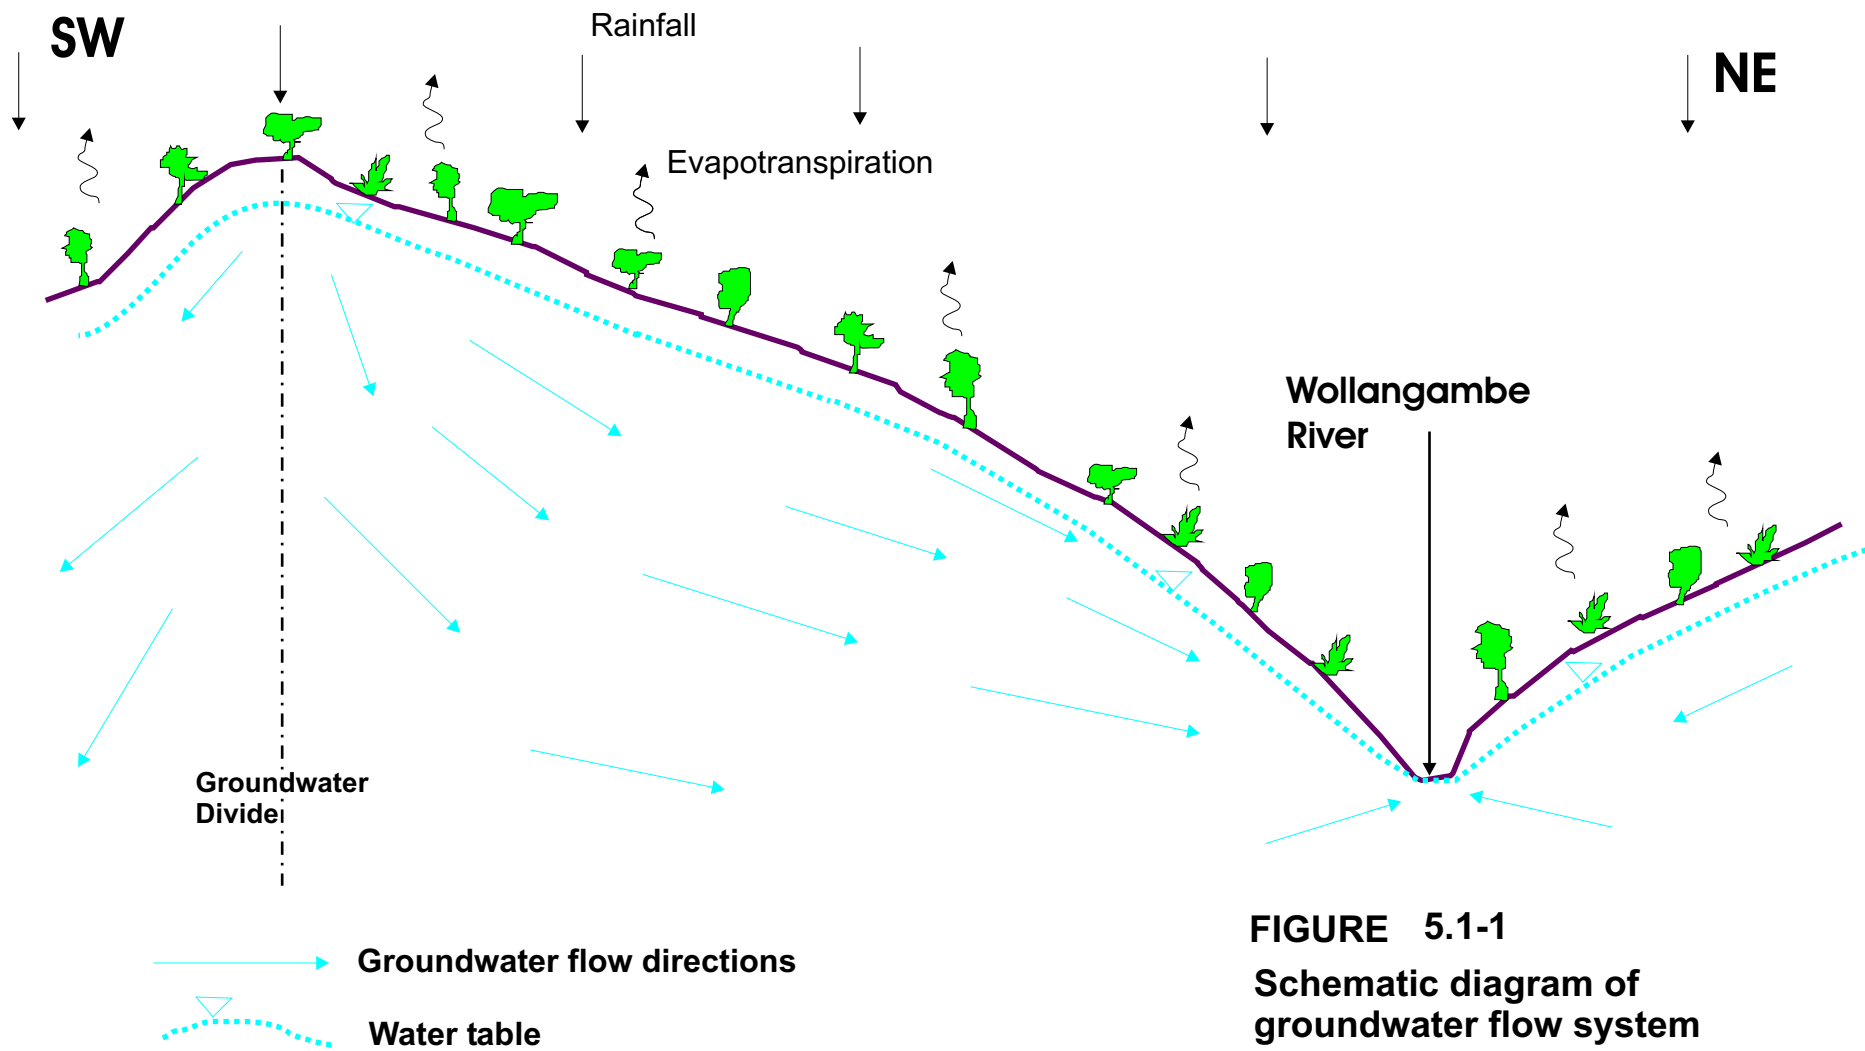 SW
Rainfall
NE
Evapotranspiration
Wollangambe
River
Groundwater
Divide
Groundwater flow directions
Water table
FIGURE 5.1-1
Schematic diagram of
groundwater flow system